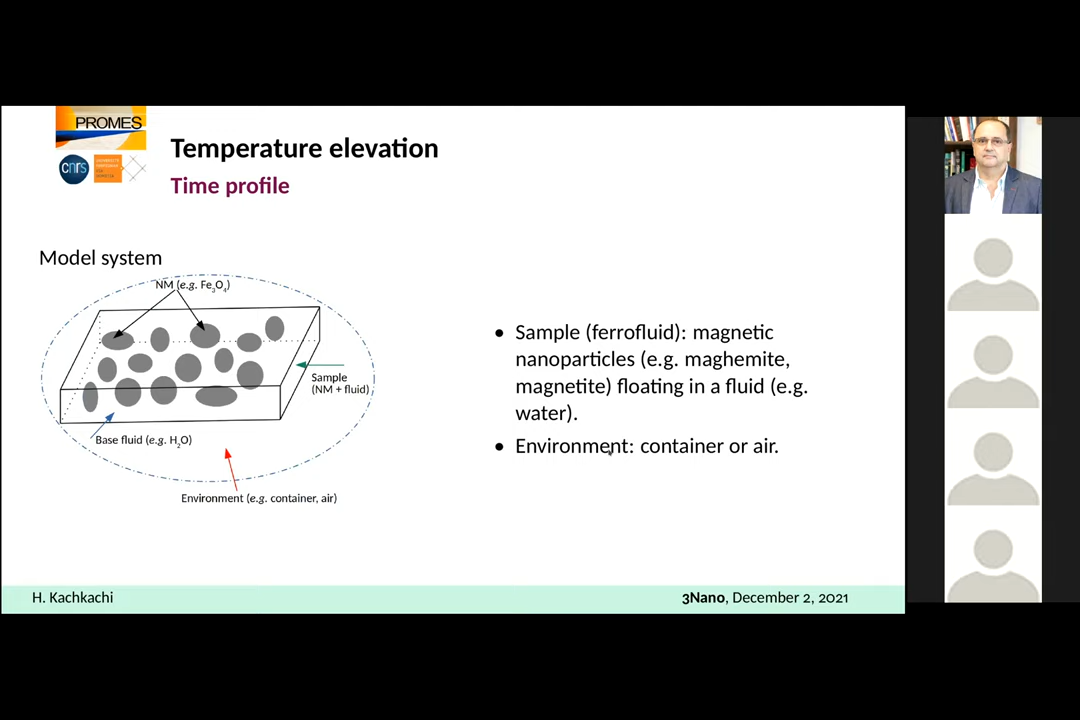 PROMES
cnrs
Temperature elevation
Time profile
Model system
NM (e.g. Fe3O4)
Sample
(NM + fluid)
Base fluid (e.g. H2O)
Environment (e.g. container, air)
• Sample (ferrofluid): magnetic
nanoparticles (e.g. maghemite,
magnetite) floating in a fluid (e.g.
water).
• Environment: container or air.
H. Kachkachi
3Nano, December 2, 2021